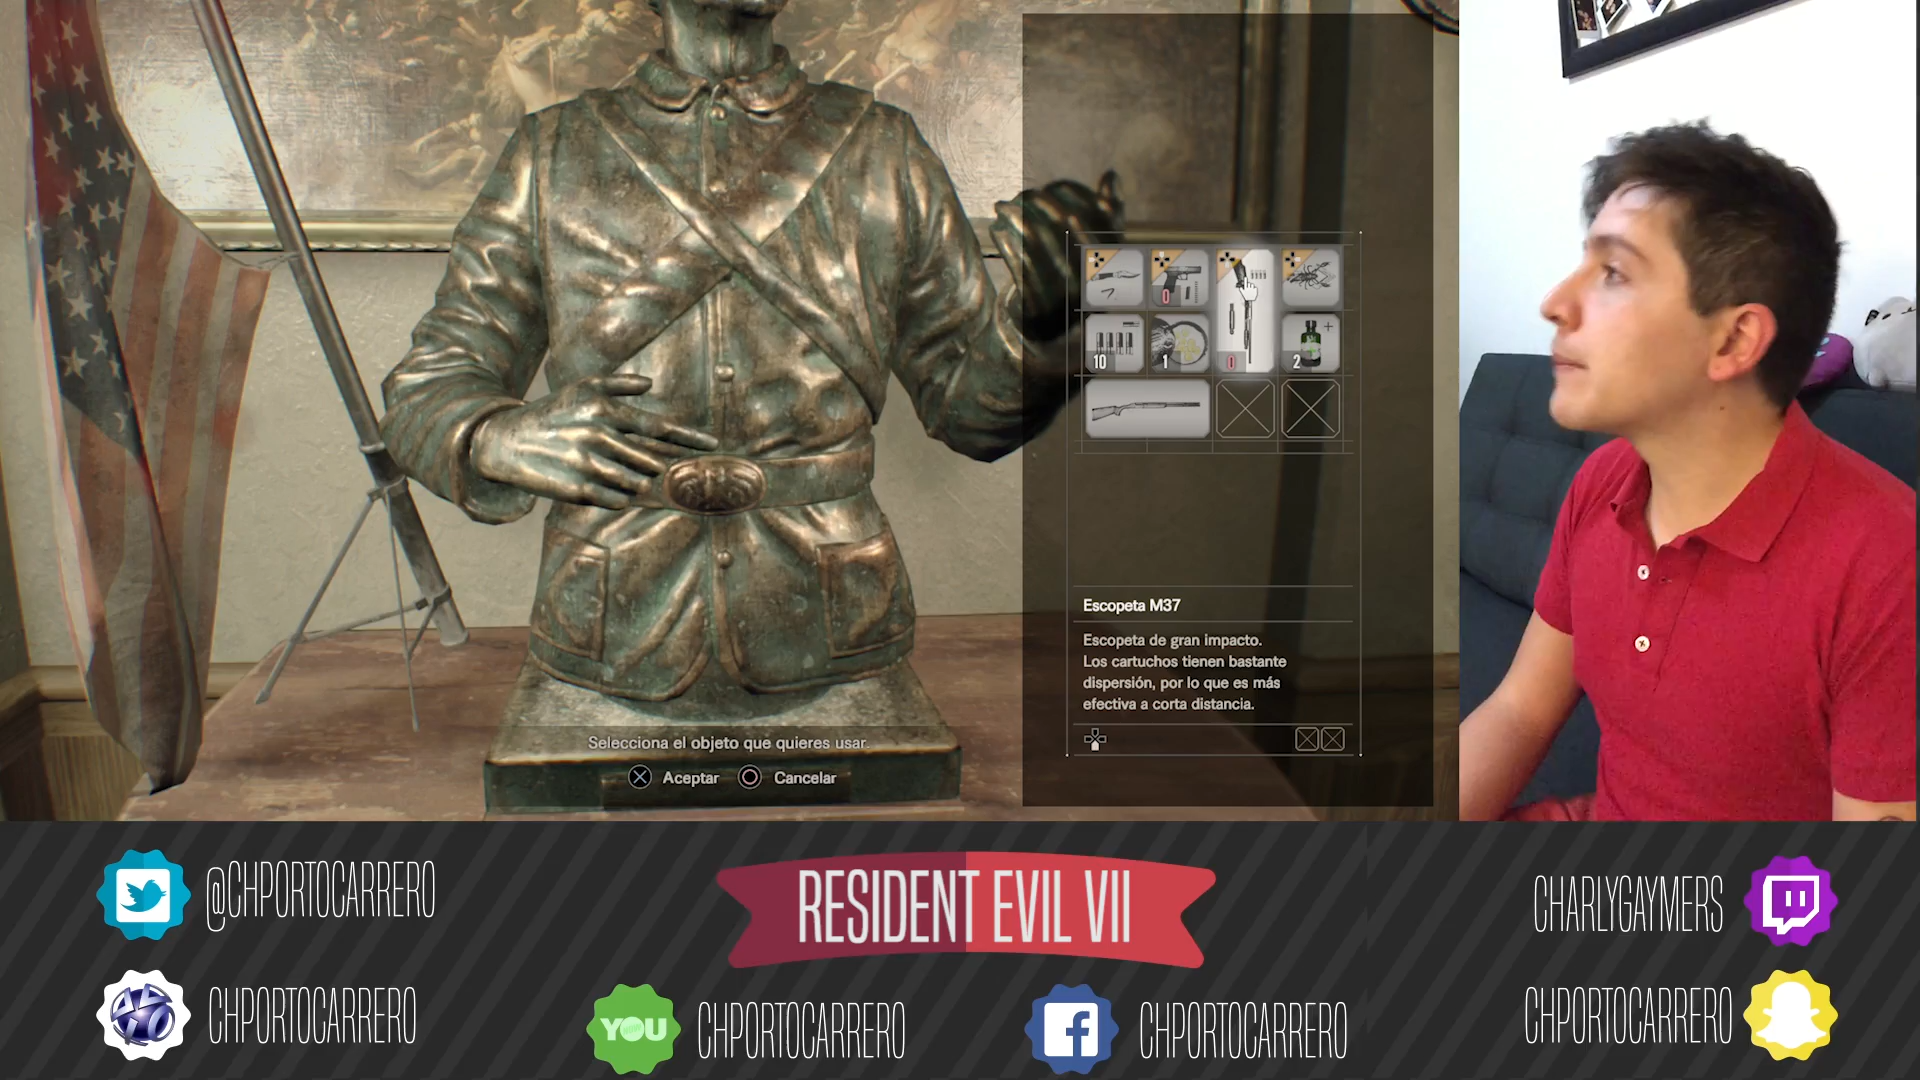 0
10
1
0
2
Escopeta M37
Escopeta de gran impacto.
Los cartuchos tienen bastante
dispersión, por lo que es más
efectiva a corta distancia.
Selecciona el objeto que quieres usar.
Aceptar
Cancelar
@CHPORTOCARRERO
RESIDENT EVIL VII
CHARLYGAYMERS
CHPORTOCARRERO
YOU
CHPORTOCARRERO
CHPORTOCARRERO
CHPORTOCARRERO